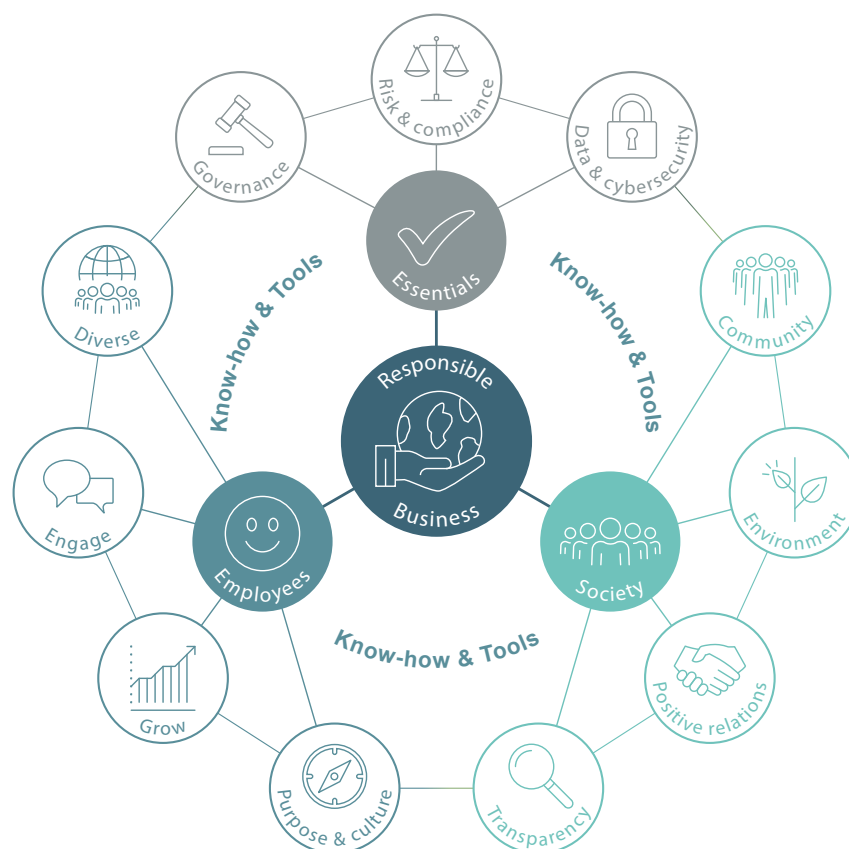 Risk & compliance
Governance
Data & cybersecurity
Essentials
Know-how & Tools
Know-how & Tools
Diverse
Community
Responsible
Business
Engage
Environment
Employees
Society
Know-how & Tools
Grow
Positive relations
Purpose & culture
Transparency